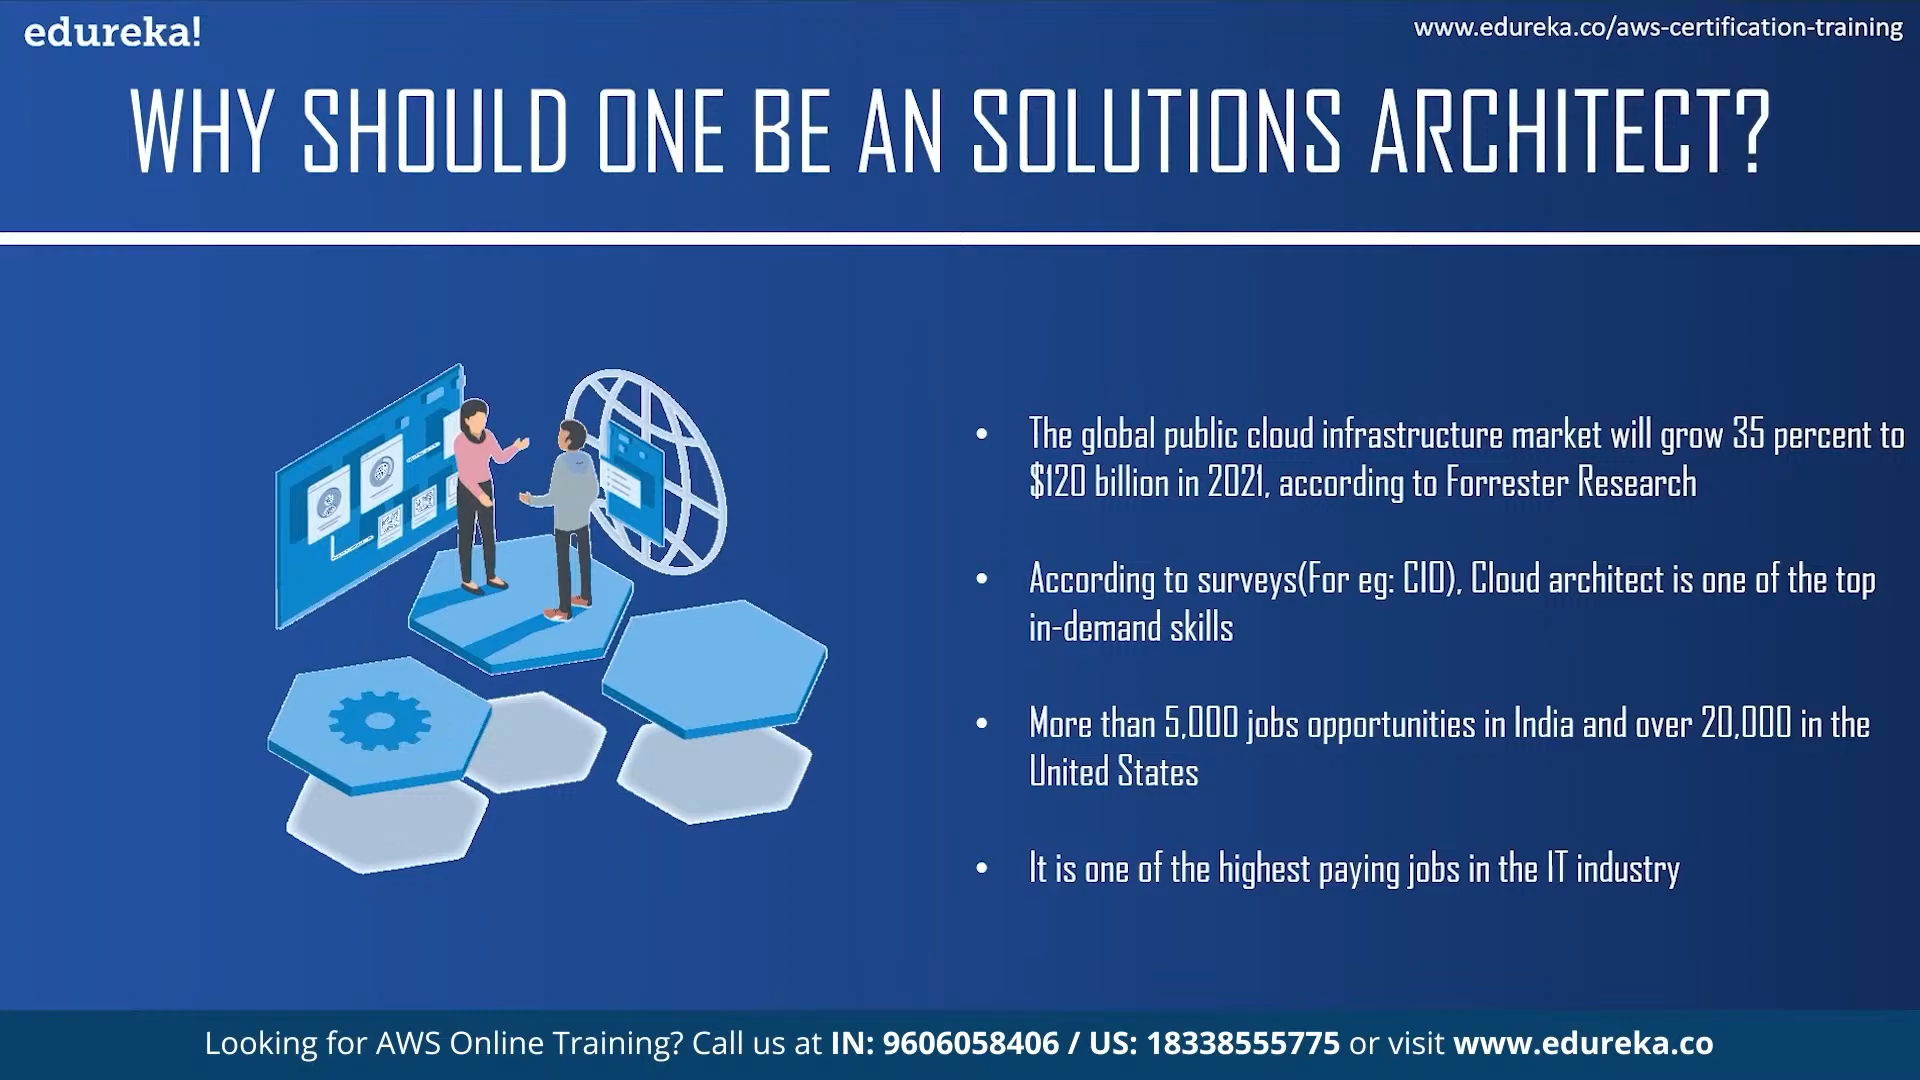 edureka!
www.edureka.co/aws-certification-training
WHY SHOULD ONE BE AN SOLUTIONS ARCHITECT?
• The global public cloud infrastructure market will grow 35 percent to
$120 billion in 2021, according to Forrester Research
• According to surveys(For eg: CIO), Cloud architect is one of the top
in-demand skills
• More than 5,000 jobs opportunities in India and over 20,000 in the
United States
• It is one of the highest paying jobs in the IT industry
Looking for AWS Online Training? Call us at IN: 9606058406 / US: 18338555775 or visit www.edureka.co